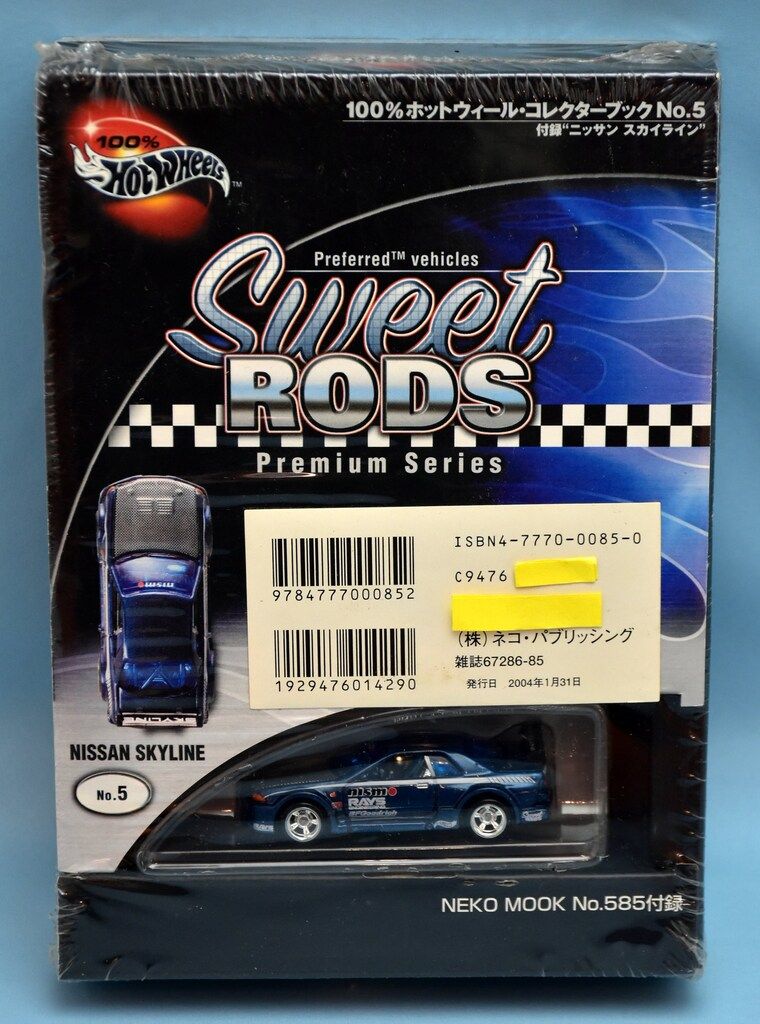 100%ホットウィール・コレクターブック No.5
付録“ニッサン スカイライン”
100%
HOT WHEELS™
Preferred™ vehicles
Sweet
RODS
Premium Series
ISBN4-7770-0085-0
C9476
9784777000852
(株)ネコ・パブリッシング
雑誌67286-85
1929476014290
発行日 2004年1月31日
nismo
NISSAN SKYLINE
No.5
nismo
RAYS
BFGoodrich
RAYS
NEKO MOOK No.585付録